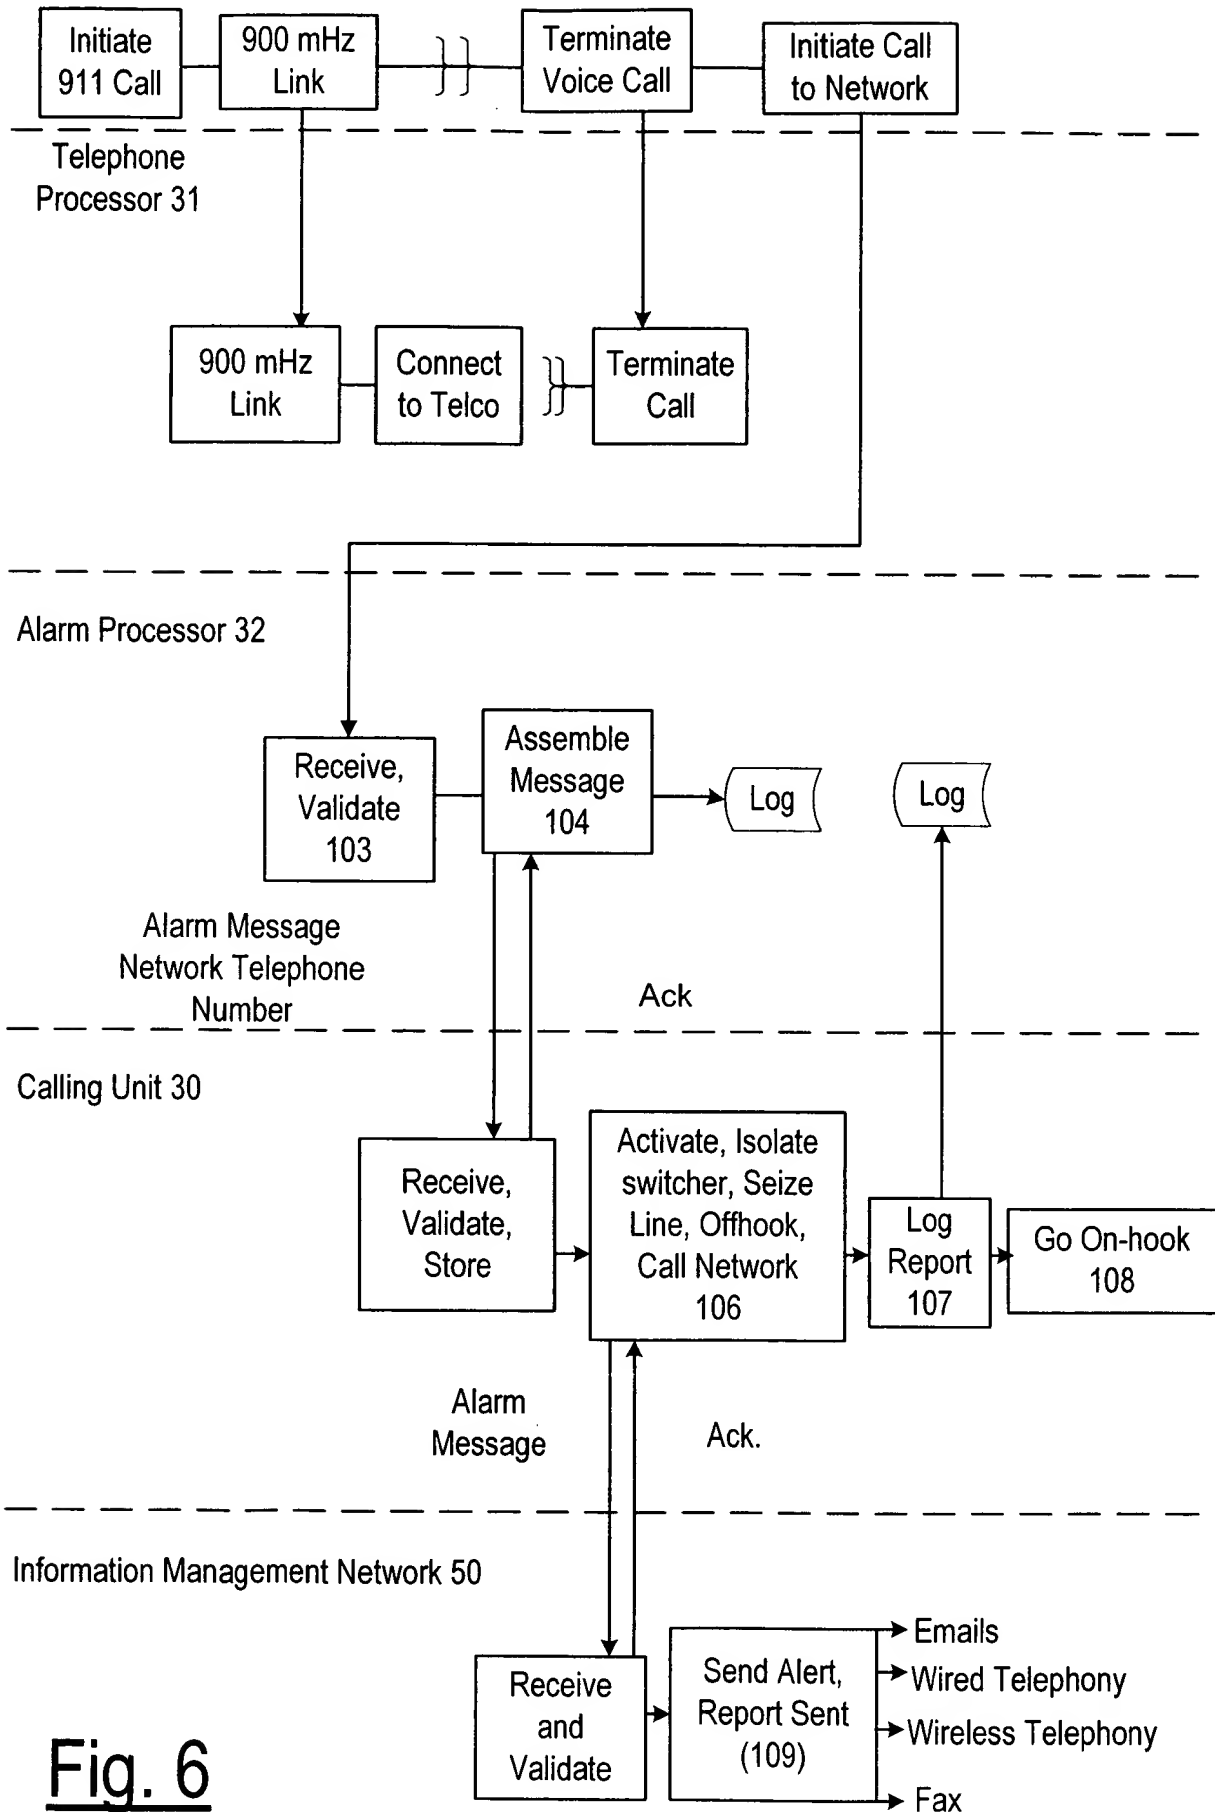 Initiate
911 Call
900 mHz
Link
Terminate
Voice Call
Initiate Call
to Network
Telephone
Processor 31
900 mHz
Link
Connect
to Telco
Terminate
Call
Alarm Processor 32
Receive,
Validate
103
Assemble
Message
104
Log
Log
Alarm Message
Network Telephone
Number
Ack
Calling Unit 30
Receive,
Validate,
Store
Activate, Isolate
switcher, Seize
Line, Offhook,
Call Network
106
Log
Report
107
Go On-hook
108
Alarm
Message
Ack.
Information Management Network 50
Receive
and
Validate
Send Alert,
Report Sent
(109)
Emails
Wired Telephony
Wireless Telephony
Fax
Fig. 6